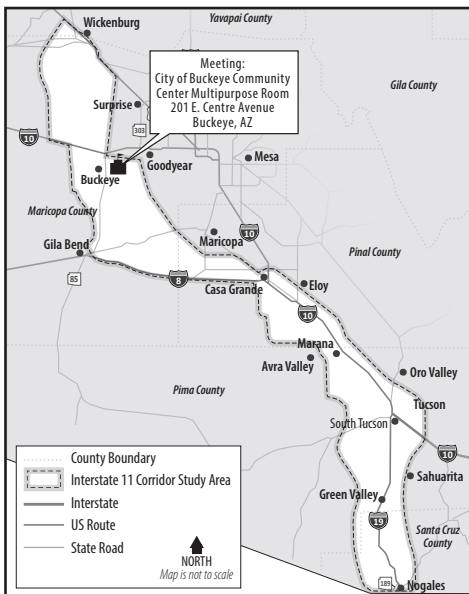 Wickenburg
Yavapai County
Meeting:
City of Buckeye Community
Center Multipurpose Room
201 E. Centre Avenue
Buckeye, AZ
Gila County
Surprise
303
10
Goodyear
Mesa
Buckeye
Maricopa County
Maricopa
10
Gila Bend
Pinal County
85
8
Casa Grande
Eloy
10
Marana
Avra Valley
Oro Valley
Pima County
Tucson
South Tucson
10
Sahuarita
Green Valley
19
Santa Cruz
County
189
Nogales
County Boundary
Interstate 11 Corridor Study Area
Interstate
US Route
State Road
NORTH
Map is not to scale